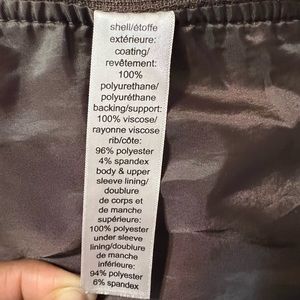 shell/étoffe
extérieure:
coating/
revêtement:
100%
polyurethane/
polyuréthane
backing/support:
100% viscose/
rayonne viscose
rib/côte:
96% polyester
4% spandex
body & upper
sleeve lining/
doublure
de corps et
de manche
supérieure:
100% polyester
under sleeve
lining/doublure
de manche
inférieure:
94% polyester
6% spandex